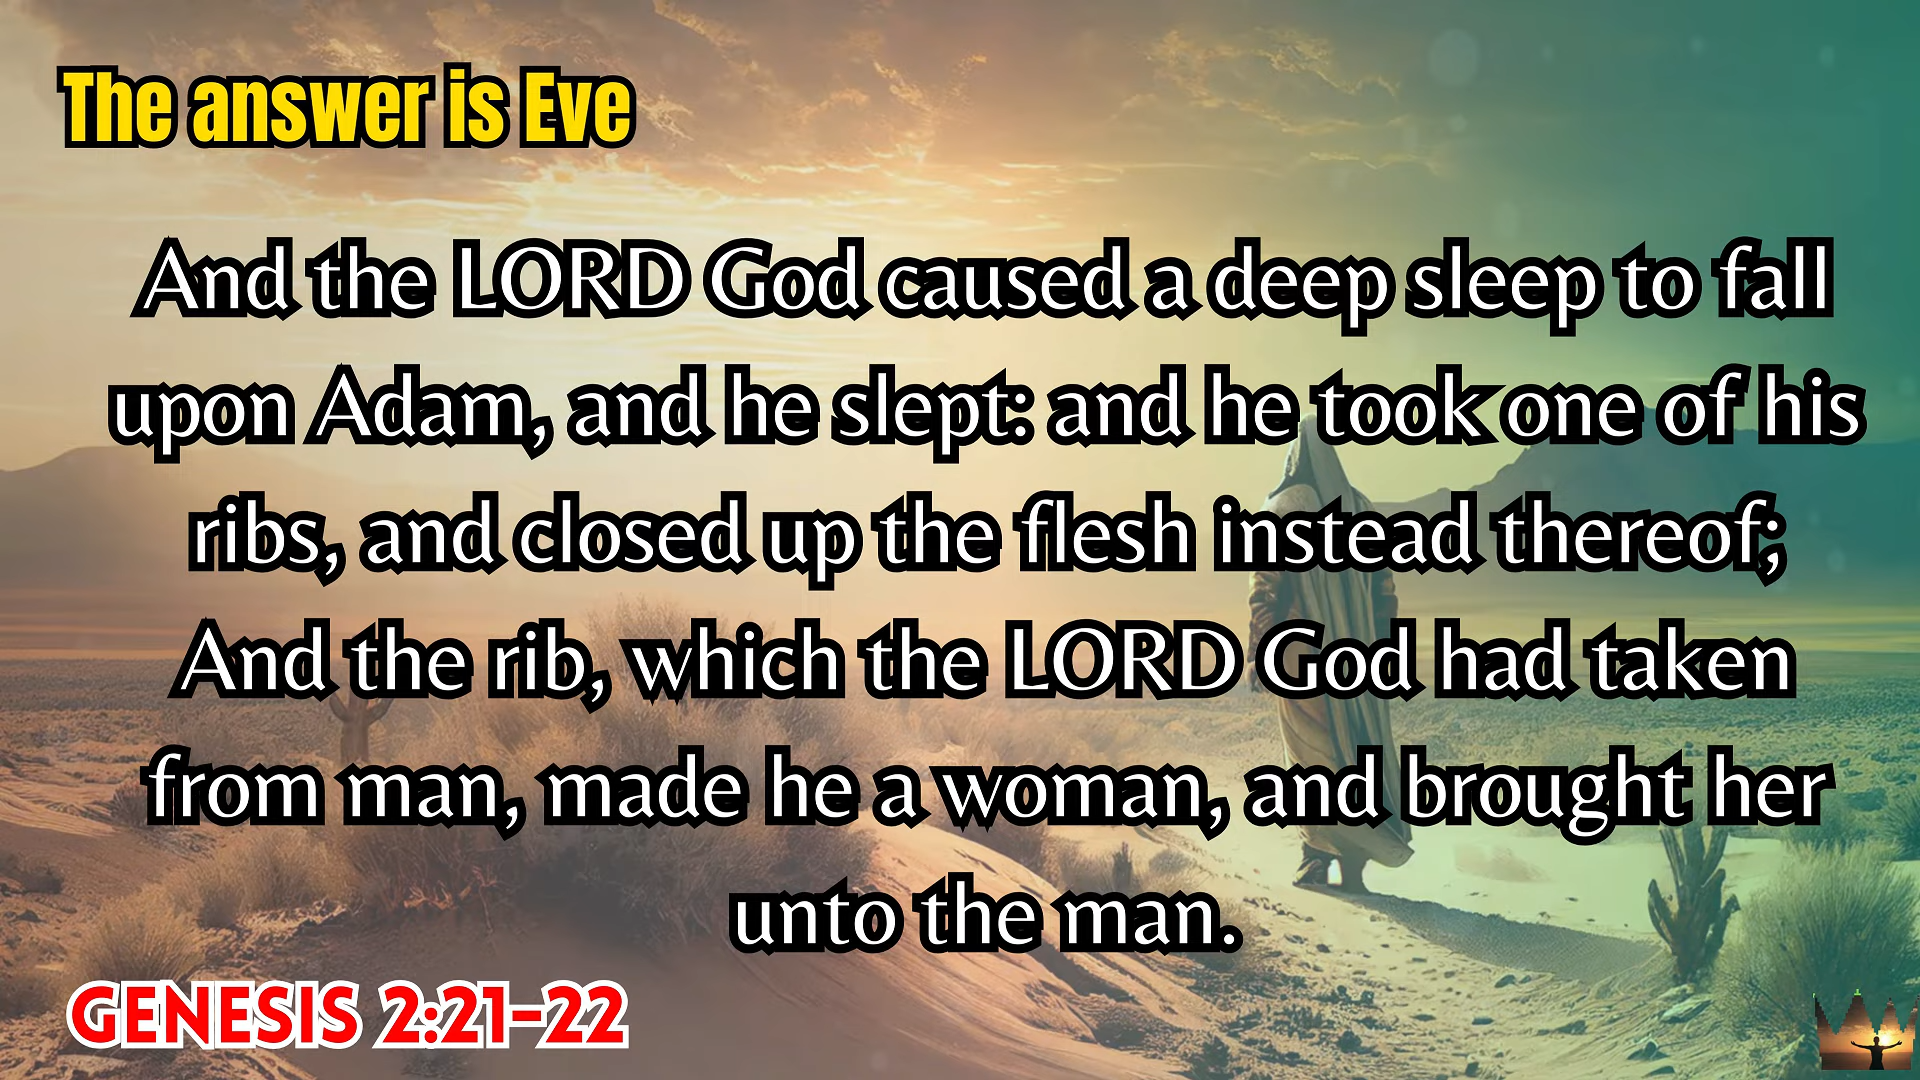 The answer is Eve
And the LORD God caused a deep sleep to fall
upon Adam, and he slept: and he took one of his
ribs, and closed up the flesh instead thereof;
And the rib, which the LORD God had taken
from man, made he a woman, and brought her
unto the man.
GENESIS 2:21-22